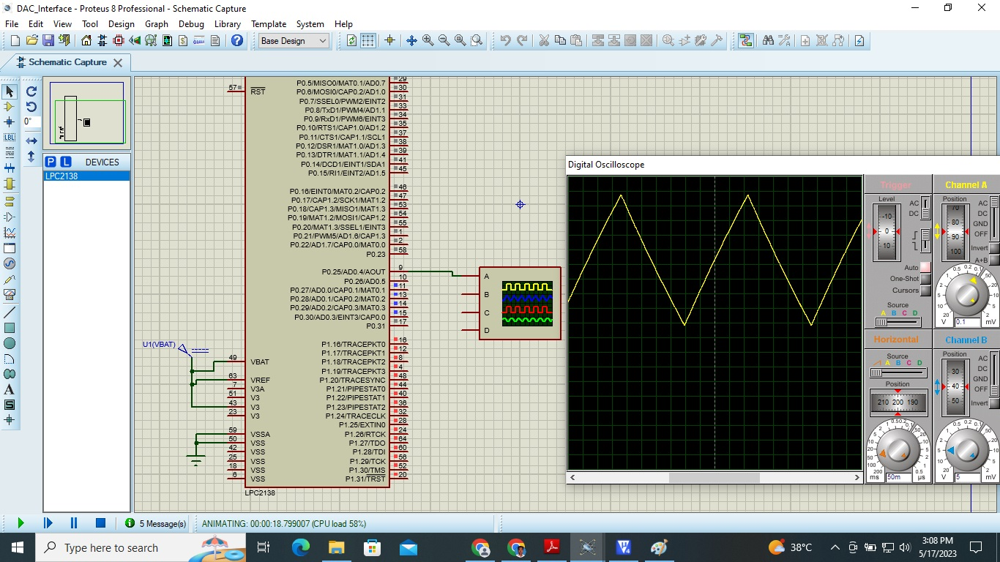 DAC_Interface - Proteus 8 Professional - Schematic Capture
File Edit View Tool Design Graph Debug Library Template System Help
Base Design
Schematic Capture
0°
P L DEVICES
LPC2138
57 RST
P0.5/MISO0/MAT0.1/AD0.7 29
P0.6/MOSI0/CAP0.2/AD1.0 30
P0.7/SSEL0/PWM2/EINT2 31
P0.8/TxD1/PWM4/AD1.1 33
P0.9/RxD1/PWM6/EINT3 34
P0.10/RTS1/CAP1.0/AD1.2 35
P0.11/CTS1/CAP1.1/SCL1 37
P0.12/DSR1/MAT1.0/AD1.3 38
P0.13/DTR1/MAT1.1/AD1.4 39
P0.14/DCD1/EINT1/SDA1 41
P0.15/RI1/EINT2/AD1.5 45
P0.16/EINT0/MAT0.2/CAP0.2 46
P0.17/CAP1.2/SCK1/MAT1.2 47
P0.18/CAP1.3/MISO1/MAT1.3 53
P0.19/MAT1.2/MOSI1/CAP1.2 54
P0.20/MAT1.3/SSEL1/EINT3 55
P0.21/PWM5/AD1.6/CAP1.3 1
P0.22/AD1.7/CAP0.0/MAT0.0 2
P0.23 58
P0.25/AD0.4/AOUT 9
P0.26/AD0.5 10
P0.27/AD0.0/CAP0.1/MAT0.1 11
P0.28/AD0.1/CAP0.2/MAT0.2 13
P0.29/AD0.2/CAP0.3/MAT0.3 14
P0.30/AD0.3/EINT3/CAP0.0 15
P0.31 17
P1.16/TRACEPKT0 16
P1.17/TRACEPKT1 12
P1.18/TRACEPKT2 8
P1.19/TRACEPKT3 4
P1.20/TRACESYNC 48
P1.21/PIPESTAT0 44
P1.22/PIPESTAT1 40
P1.23/PIPESTAT2 36
P1.24/TRACECLK 32
P1.25/EXTIN0 28
P1.26/RTCK 24
P1.27/TDO 64
P1.28/TDI 60
P1.29/TCK 56
P1.30/TMS 52
P1.31/TRST 20
U1(VBAT)
49 VBAT
63 VREF
7 V3A
51 V3
43 V3
23 V3
59 VSSA
50 VSS
42 VSS
25 VSS
18 VSS
6 VSS
LPC2138
A
B
C
D
Digital Oscilloscope
Trigger
Level
-10
0
10
AC
DC
Auto
One-Shot
Cursors
Source
A B C D
Horizontal
Source
A B C D
Position
210 200 190
ms 50m µs
Channel A
Position
70
80
90
100
AC
DC
GND
OFF
Invert
A+B
V 0.1 mV
Channel B
Position
30
40
50
AC
DC
GND
OFF
Invert
V 5 mV
5 Message(s)
ANIMATING: 00:00:18.799007 (CPU load 58%)
Type here to search
38°C
3:08 PM
5/17/2023